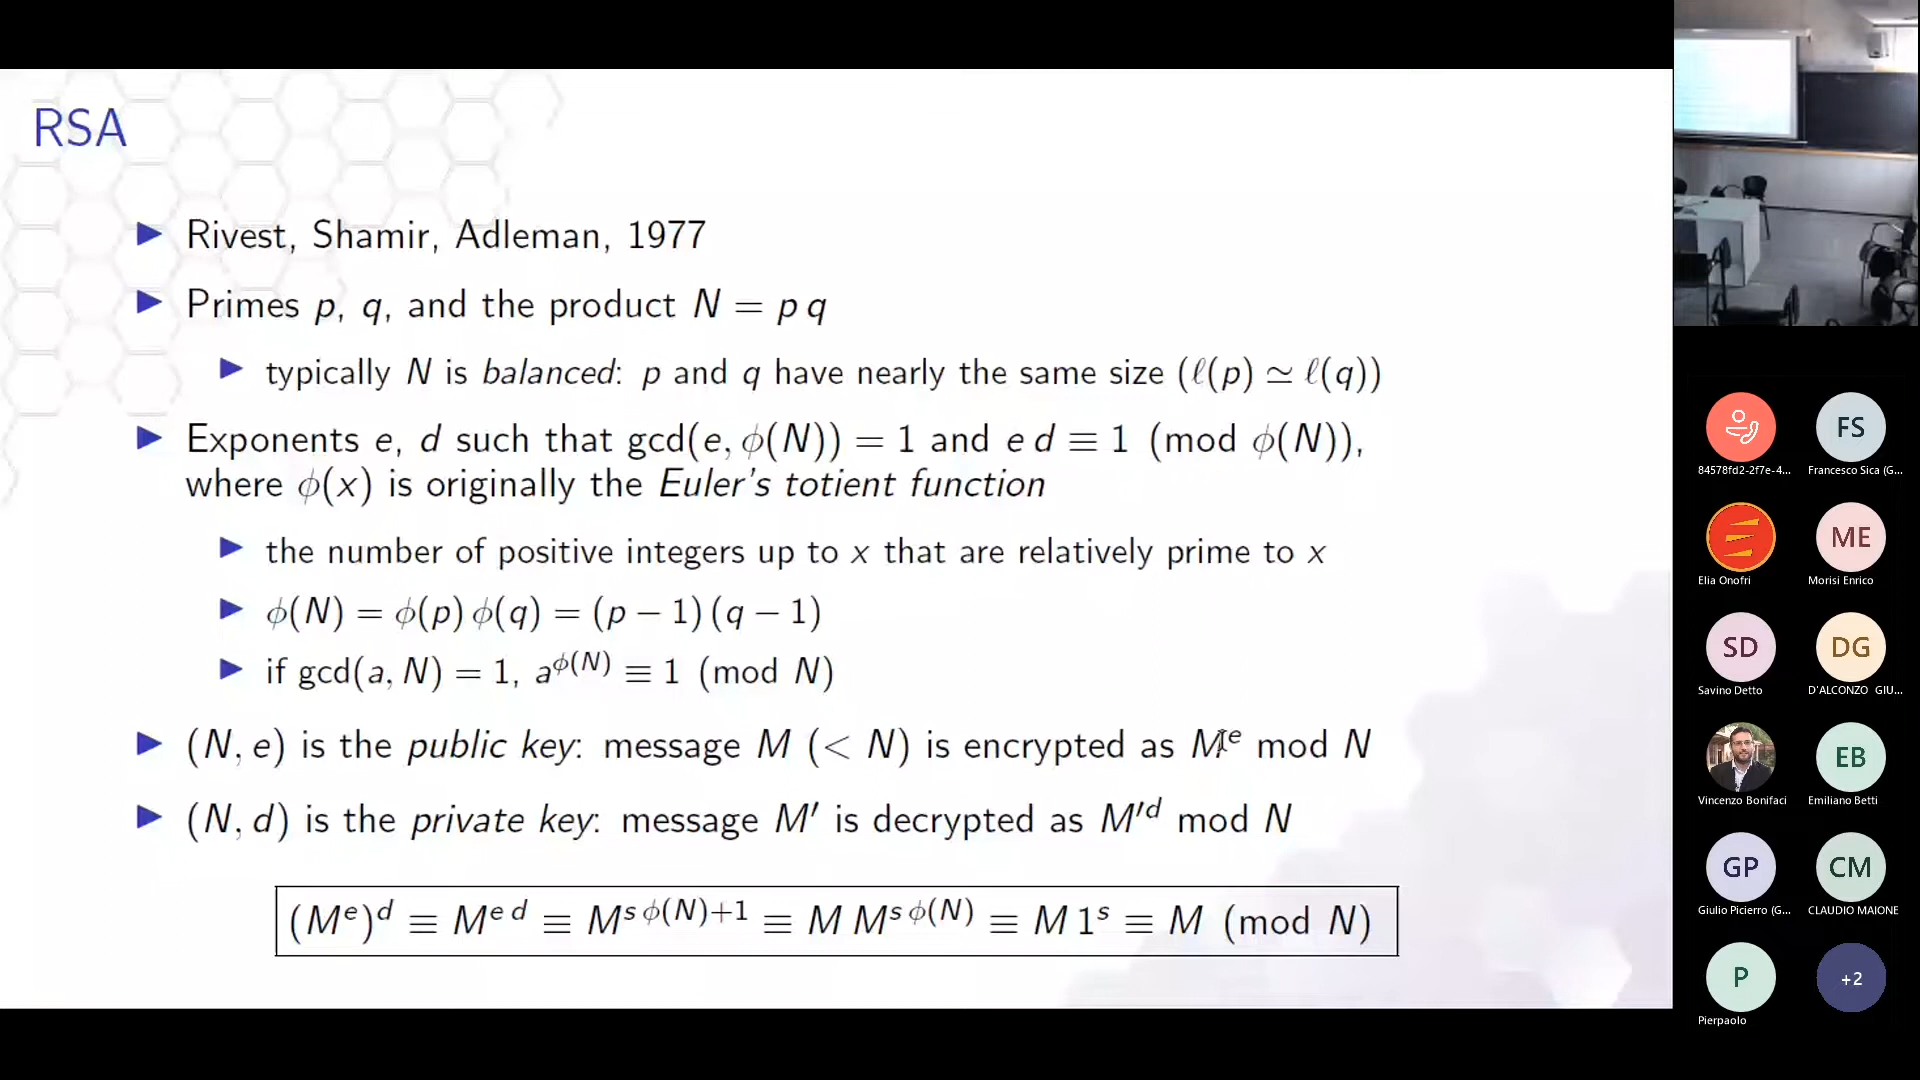 RSA
▶ Rivest, Shamir, Adleman, 1977
▶ Primes p, q, and the product N = p q
▶ typically N is balanced: p and q have nearly the same size (ℓ(p) ≃ ℓ(q))
▶ Exponents e, d such that gcd(e, ϕ(N)) = 1 and e d ≡ 1 (mod ϕ(N)),
where ϕ(x) is originally the Euler's totient function
▶ the number of positive integers up to x that are relatively prime to x
▶ ϕ(N) = ϕ(p) ϕ(q) = (p − 1) (q − 1)
▶ if gcd(a, N) = 1, a^ϕ(N) ≡ 1 (mod N)
▶ (N, e) is the public key: message M (< N) is encrypted as M^e mod N
▶ (N, d) is the private key: message M′ is decrypted as M′^d mod N
(M^e)^d ≡ M^{e d} ≡ M^{s ϕ(N)+1} ≡ M M^{s ϕ(N)} ≡ M 1^s ≡ M (mod N)
84578fd2-2f7e-4...
FS
Francesco Sica (G...
Elia Onofri
ME
Morisi Enrico
SD
Savino Detto
DG
D'ALCONZO GIU...
Vincenzo Bonifaci
EB
Emiliano Betti
GP
Giulio Picierro (G...
CM
CLAUDIO MAIONE
P
Pierpaolo
+2